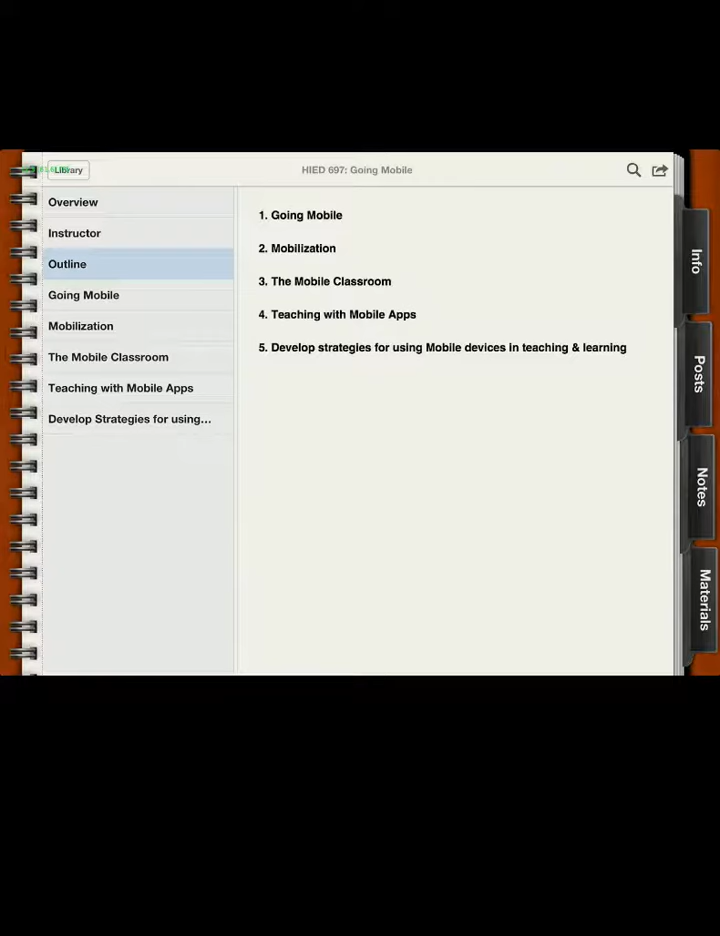 Library
HIED 697: Going Mobile
Overview
Instructor
Outline
Going Mobile
Mobilization
The Mobile Classroom
Teaching with Mobile Apps
Develop Strategies for using...
1. Going Mobile
2. Mobilization
3. The Mobile Classroom
4. Teaching with Mobile Apps
5. Develop strategies for using Mobile devices in teaching & learning
Info
Posts
Notes
Materials